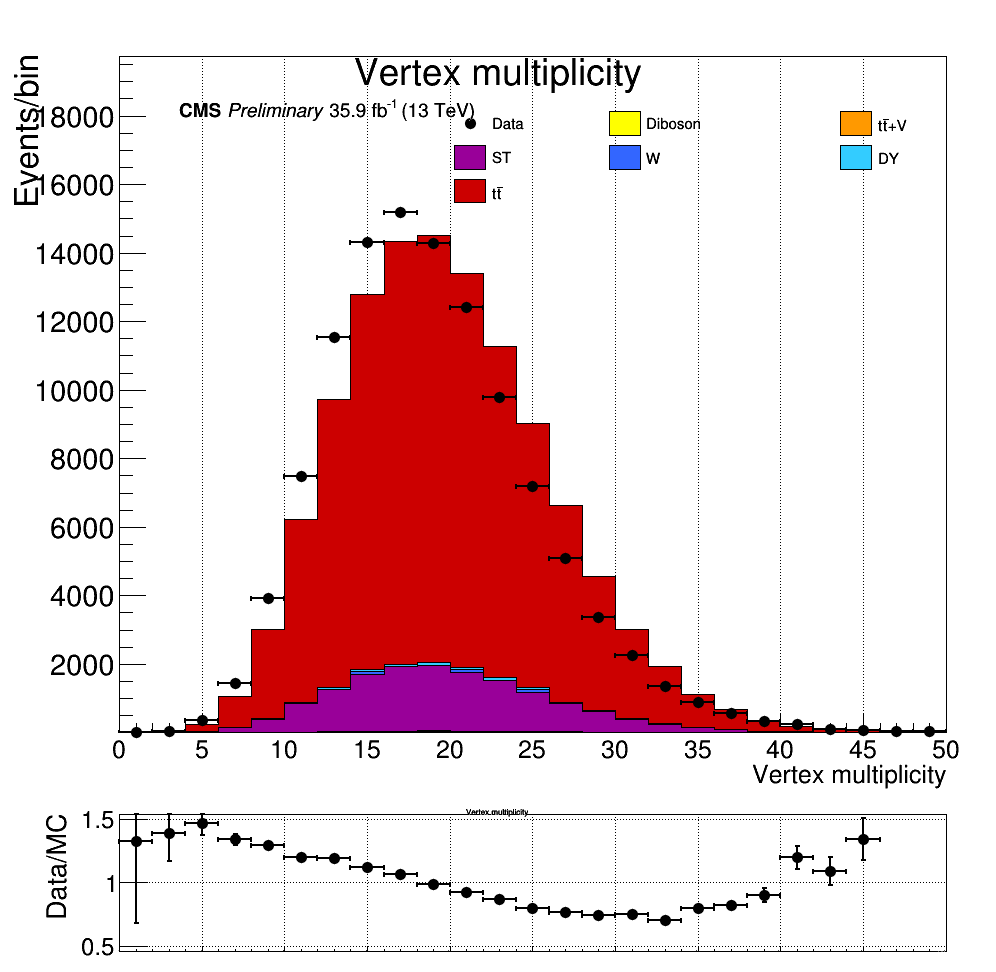 Vertex multiplicity
CMS Preliminary 35.9 fb⁻¹ (13 TeV)
Events/bin
Data
Diboson
tt̄+V
ST
W
DY
tt̄
18000
16000
14000
12000
10000
8000
6000
4000
2000
0 5 10 15 20 25 30 35 40 45 50
Vertex multiplicity
Vertex multiplicity
Data/MC
1.5
1
0.5